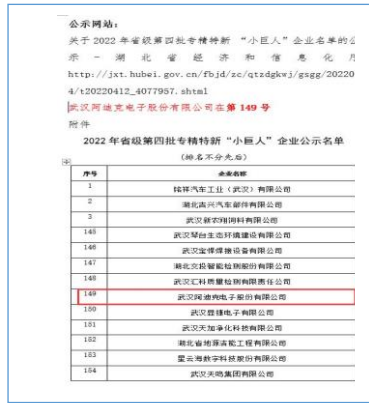 公示网站：
关于 2022 年省级第四批专精特新 “小巨人” 企业名单的公
示 - 湖北省经济和信息化厅
http://jxt.hubei.gov.cn/fbjd/zc/qtzdgkwj/gsgg/20220
4/t20220412_4077957.shtml
武汉阿迪克电子股份有限公司在第 149 号
附件
2022 年省级第四批专精特新 “小巨人” 企业公示名单
(排名不分先后)
序号 企业名称
1 铭祥汽车工业（武汉）有限公司
2 湖北吉兴汽车部件有限公司
3 武汉新农翔饲料有限公司
145 武汉琴台生态环境建设有限公司
146 武汉宝悍焊接设备有限公司
147 湖北交投智能检测股份有限公司
148 武汉汇科质量检测有限责任公司
149 武汉阿迪克电子股份有限公司
150 武汉昱捷电子有限公司
151 武汉天加净化科技有限公司
152 湖北省地源省能工程有限公司
153 星云海数字科技股份有限公司
154 武汉天鸣集团有限公司